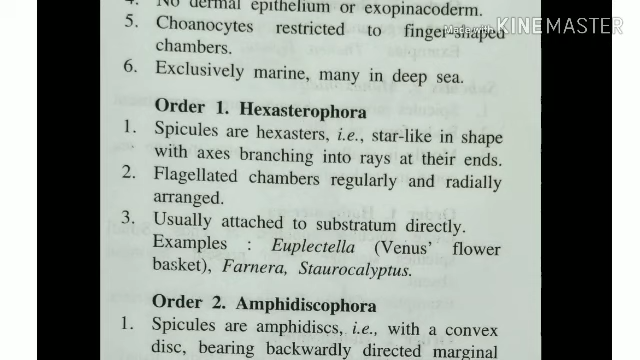 4. No dermal epithelium or exopinacoderm.
5. Choanocytes restricted to finger-shaped
chambers.
6. Exclusively marine, many in deep sea.
Order 1. Hexasterophora
1. Spicules are hexasters, i.e., star-like in shape
with axes branching into rays at their ends.
2. Flagellated chambers regularly and radially
arranged.
3. Usually attached to substratum directly.
Examples : Euplectella (Venus' flower
basket), Farnera, Staurocalyptus.
Order 2. Amphidiscophora
1. Spicules are amphidiscs, i.e., with a convex
disc, bearing backwardly directed marginal
Made with KINEMASTER